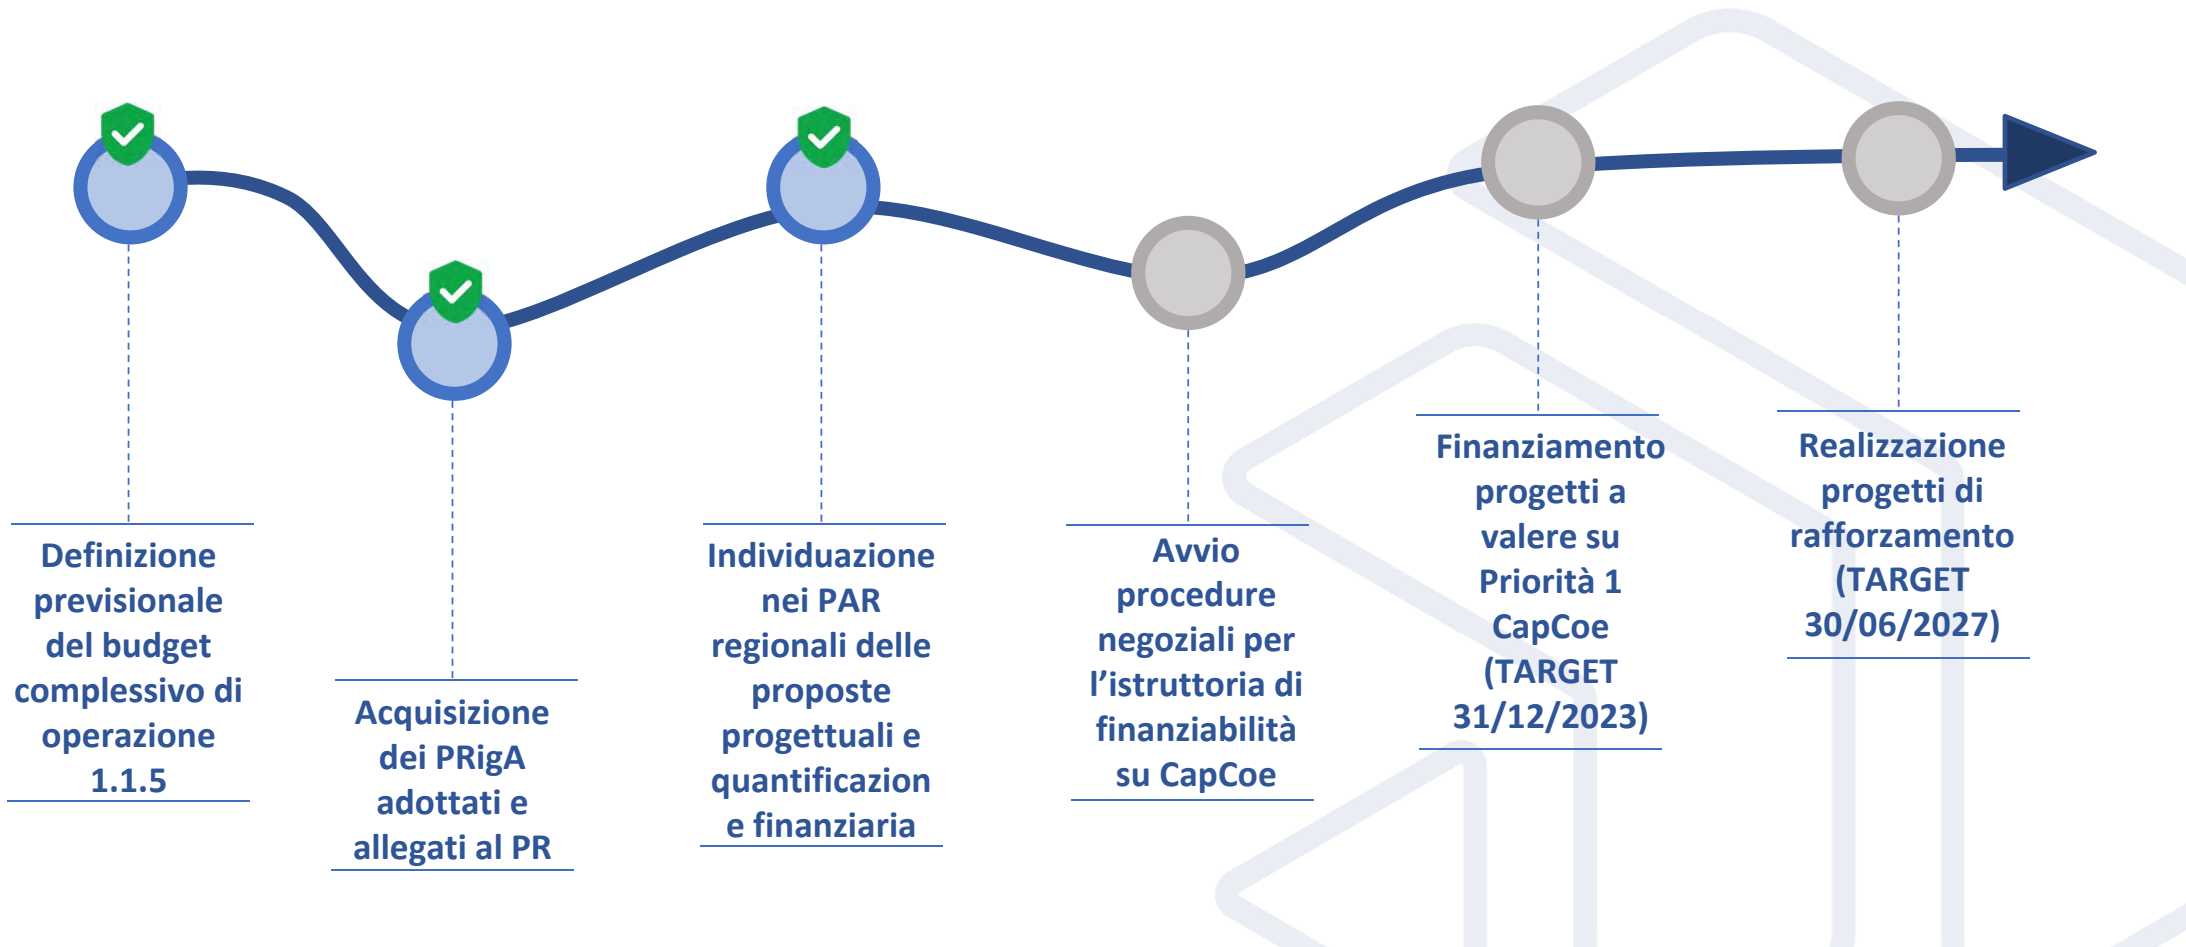 Definizione
previsionale
del budget
complessivo di
operazione
1.1.5
Acquisizione
dei PRigA
adottati e
allegati al PR
Individuazione
nei PAR
regionali delle
proposte
progettuali e
quantificazion
e finanziaria
Avvio
procedure
negoziali per
l’istruttoria di
finanziabilità
su CapCoe
Finanziamento
progetti a
valere su
Priorità 1
CapCoe
(TARGET
31/12/2023)
Realizzazione
progetti di
rafforzamento
(TARGET
30/06/2027)